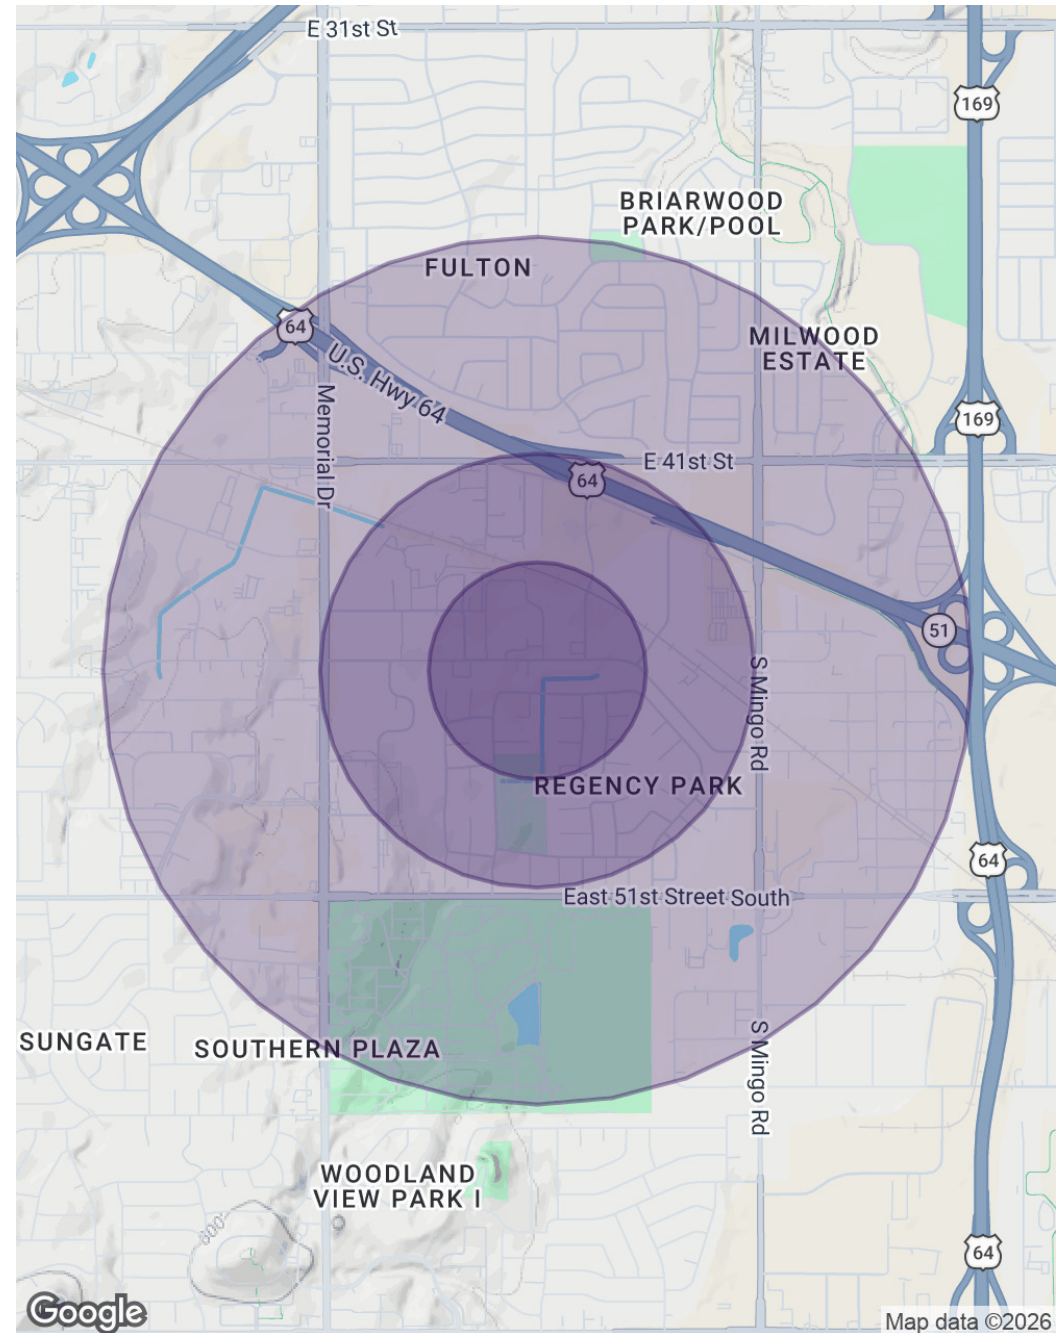 E 31st St
169
BRIARWOOD
PARK/POOL
FULTON
64
MILWOOD
ESTATE
U.S. Hwy 64
Memorial Dr
169
E 41st St
64
51
S Mingo Rd
REGENCY PARK
64
East 51st Street South
SUNGATE
SOUTHERN PLAZA
S Mingo Rd
WOODLAND
VIEW PARK I
800'
64
Google
Map data ©2026